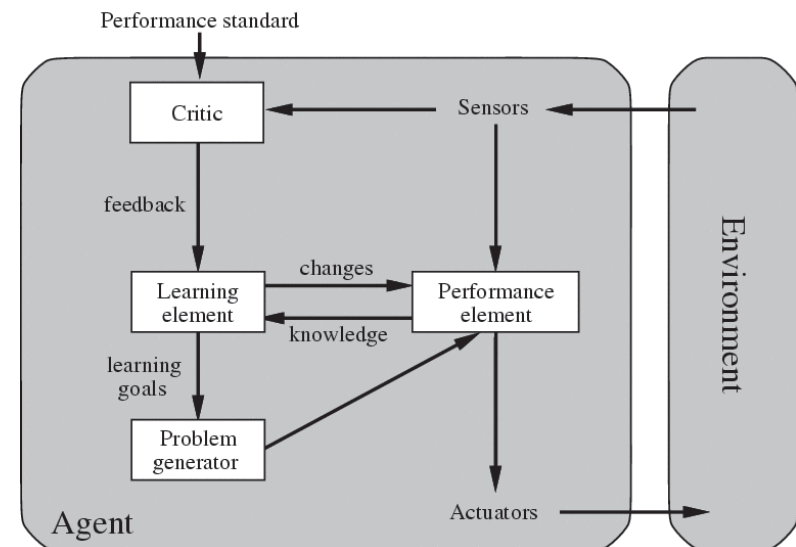 Performance standard
Critic
Sensors
feedback
changes
Learning
element
Performance
element
knowledge
learning
goals
Problem
generator
Actuators
Agent
Environment